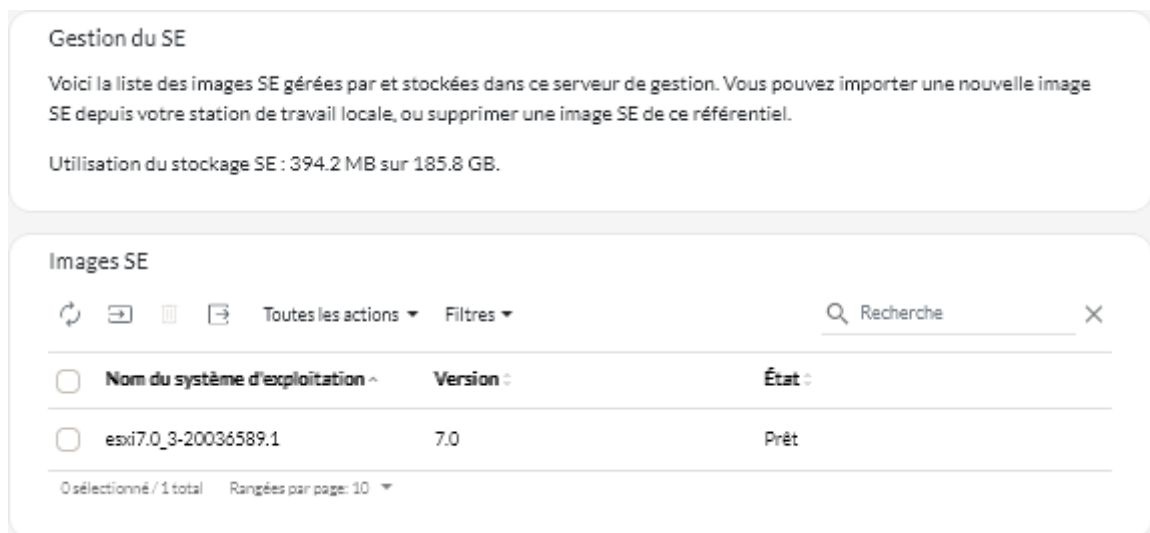 Gestion du SE
Voici la liste des images SE gérées par et stockées dans ce serveur de gestion. Vous pouvez importer une nouvelle image
SE depuis votre station de travail locale, ou supprimer une image SE de ce référentiel.
Utilisation du stockage SE : 394.2 MB sur 185.8 GB.
Images SE
Toutes les actions Filtres Recherche
Nom du système d'exploitation Version État
esxi7.0_3-20036589.1 7.0 Prêt
0 sélectionné / 1 total Rangées par page: 10